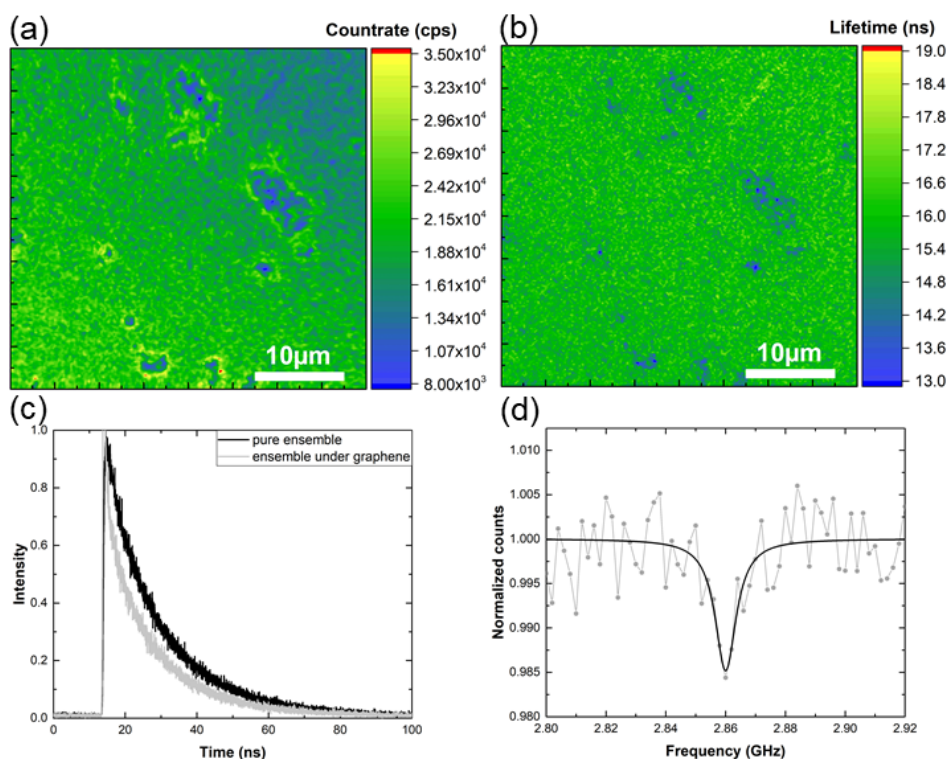 (a)
Countrate (cps)
3.50x10⁴
3.23x10⁴
2.96x10⁴
2.69x10⁴
2.42x10⁴
2.15x10⁴
1.88x10⁴
1.61x10⁴
1.34x10⁴
1.07x10⁴
8.00x10³
10µm
(b)
Lifetime (ns)
19.0
18.4
17.8
17.2
16.6
16.0
15.4
14.8
14.2
13.6
13.0
10µm
(c)
1.0
0.8
0.6
0.4
0.2
0.0
Intensity
pure ensemble
ensemble under graphene
0 20 40 60 80 100
Time (ns)
(d)
1.010
1.005
1.000
0.995
0.990
0.985
0.980
Normalized counts
2.80 2.82 2.84 2.86 2.88 2.90 2.92
Frequency (GHz)